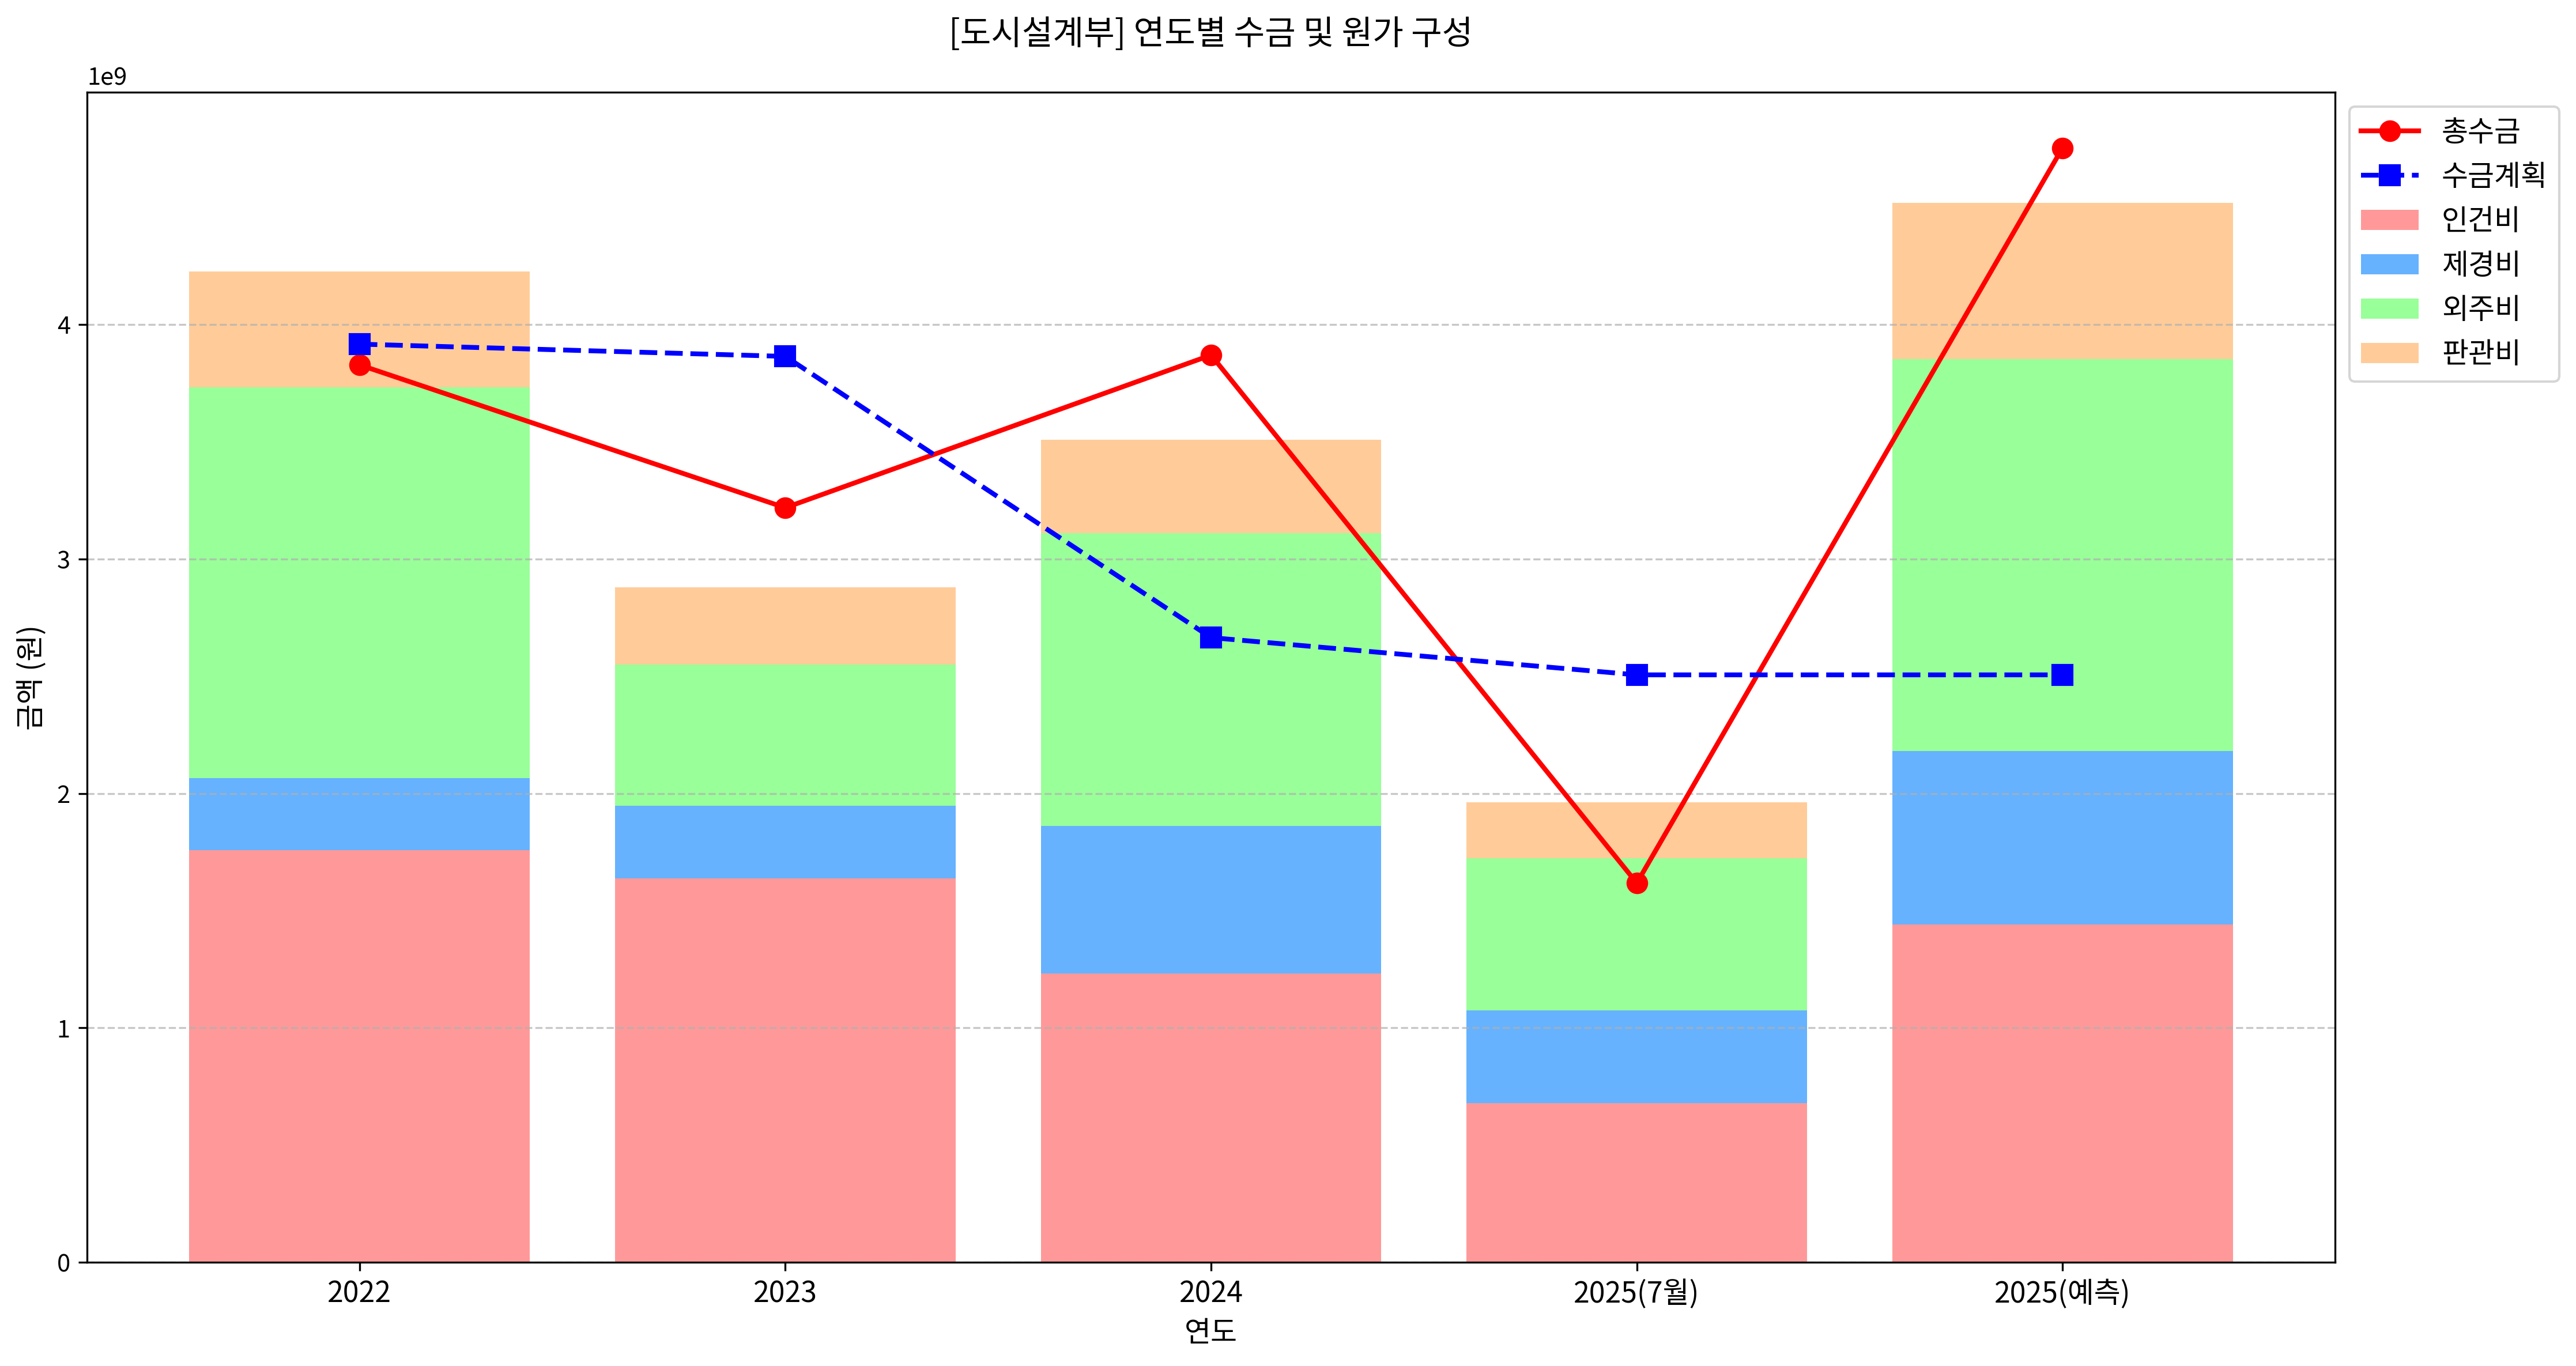 [도시설계부] 연도별 수금 및 원가 구성
1e9
총수금
수금계획
인건비
제경비
외주비
판관비
4
3
2
1
0
금액 (원)
2022
2023
2024
2025(7월)
2025(예측)
연도